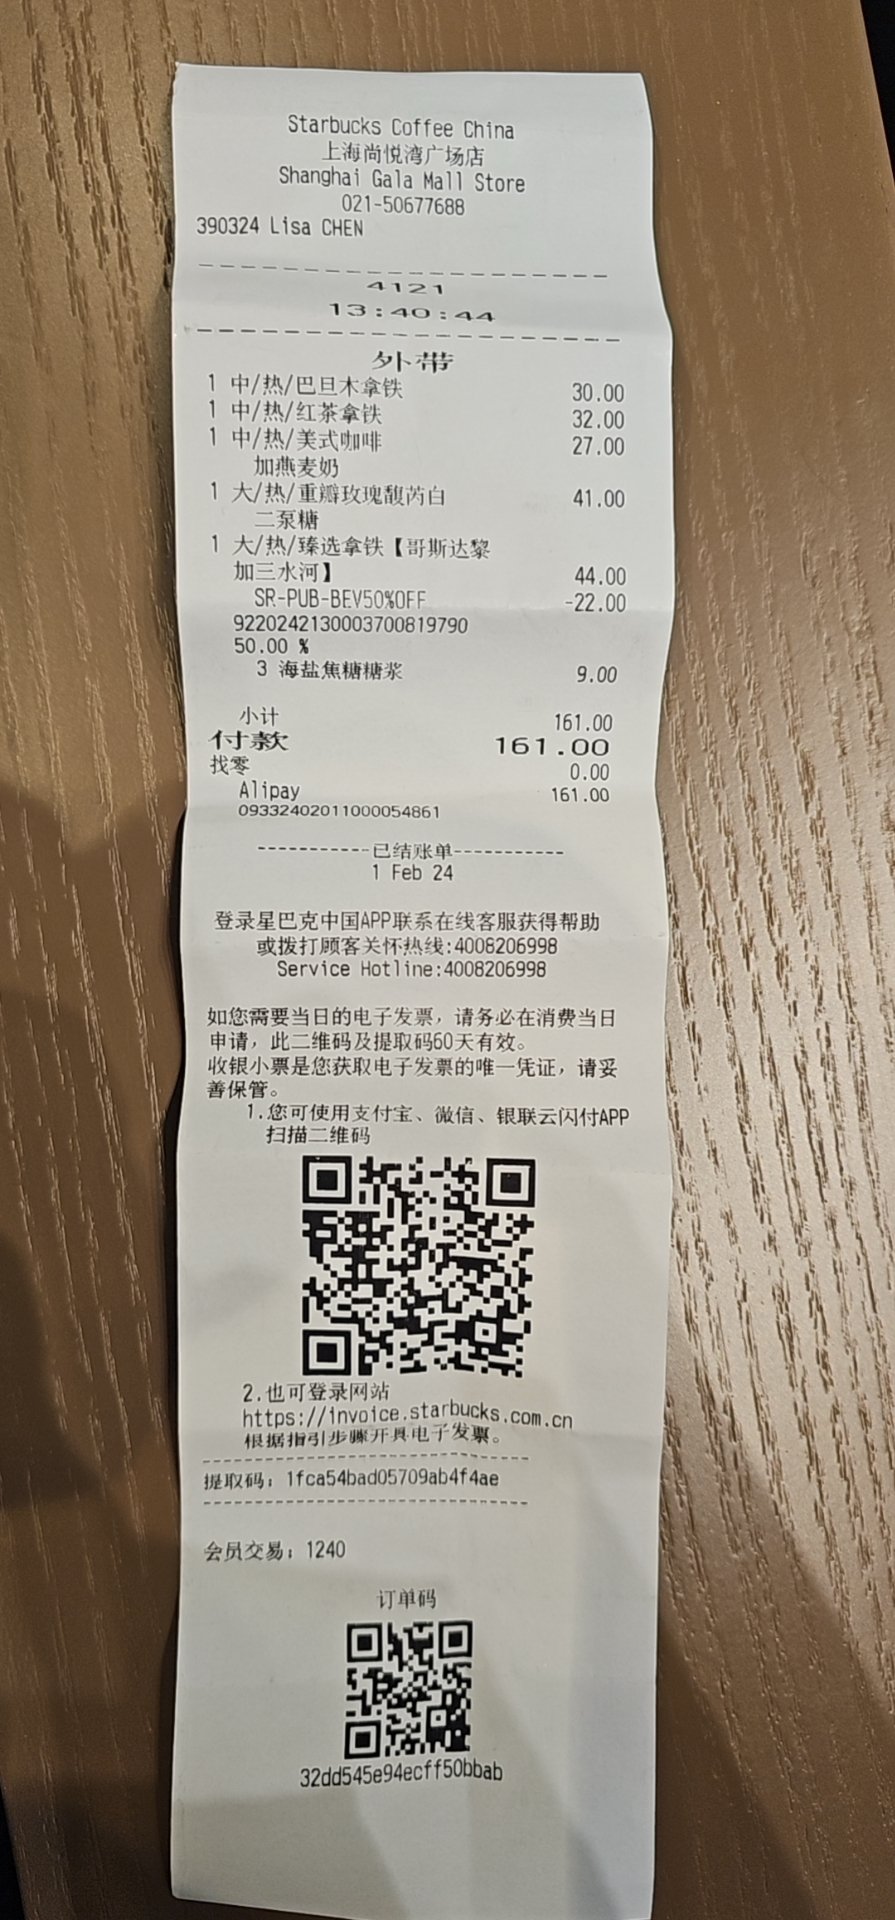 Starbucks Coffee China
上海尚悦湾广场店
Shanghai Gala Mall Store
021-50677688
390324 Lisa CHEN
4121
13:40:44
外带
1 中/热/巴旦木拿铁 30.00
1 中/热/红茶拿铁 32.00
1 中/热/美式咖啡 27.00
加燕麦奶
1 大/热/重瓣玫瑰馥芮白 41.00
二泵糖
1 大/热/臻选拿铁【哥斯达黎
加三水河】 44.00
SR-PUB-BEV50%OFF -22.00
9220242130003700819790
50.00 %
3 海盐焦糖糖浆 9.00
小计 161.00
付款 161.00
找零 0.00
Alipay 161.00
09332402011000054861
-----------已结账单-----------
1 Feb 24
登录星巴克中国APP联系在线客服获得帮助
或拨打顾客关怀热线:4008206998
Service Hotline:4008206998
如您需要当日的电子发票，请务必在消费当日
申请，此二维码及提取码60天有效。
收银小票是您获取电子发票的唯一凭证，请妥
善保管。
1.您可使用支付宝、微信、银联云闪付APP
扫描二维码
2.也可登录网站
https://invoice.starbucks.com.cn
根据指引步骤开具电子发票。
提取码：1fca54bad05709ab4f4ae
会员交易：1240
订单码
32dd545e94ecff50bbab